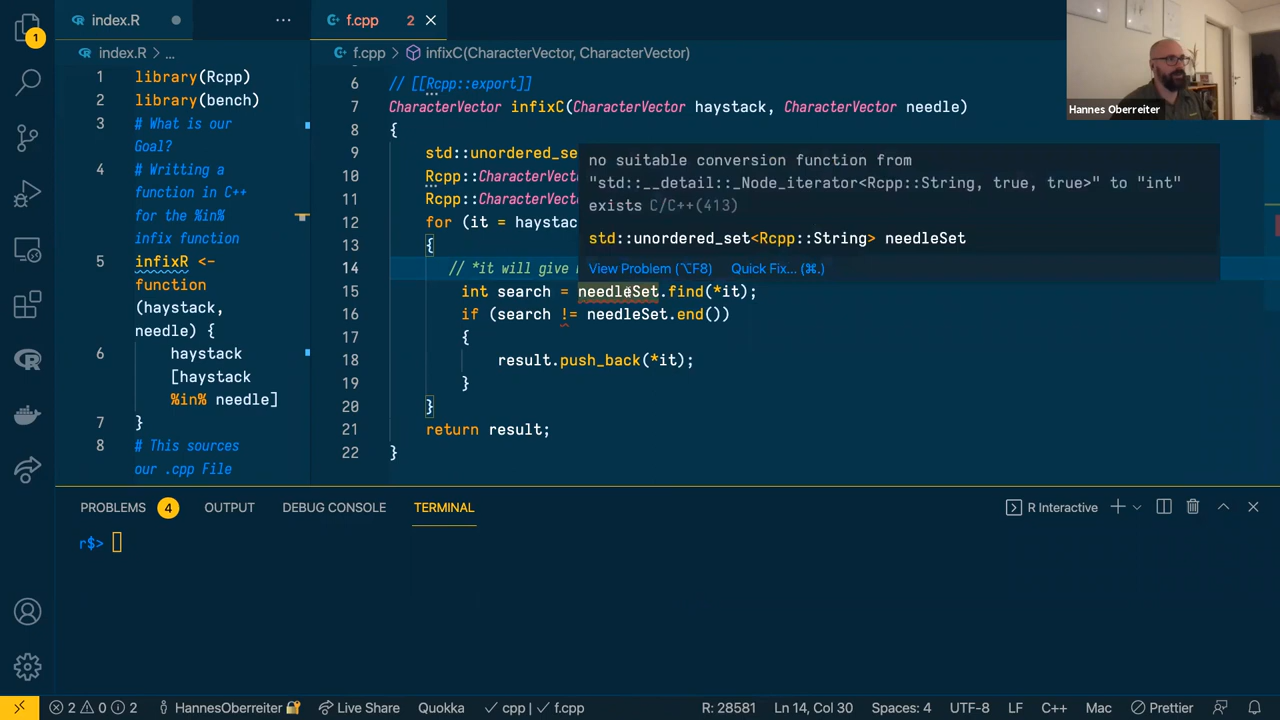 index.R
f.cpp 2
index.R > ...
f.cpp > infixC(CharacterVector, CharacterVector)
1
1 library(Rcpp)
2 library(bench)
3 # What is our
Goal?
4 # Writting a
function in C++
for the %in%
infix function
5 infixR <-
function
(haystack,
needle) {
6 haystack
[haystack
%in% needle]
7 }
8 # This sources
our .cpp File
6 // [[Rcpp::export]]
7 CharacterVector infixC(CharacterVector haystack, CharacterVector needle)
8 {
9 std::unordered_se
10 Rcpp::CharacterVect
11 Rcpp::CharacterVect
12 for (it = haystac
13 {
14 // *it will give
15 int search = needleSet.find(*it);
16 if (search != needleSet.end())
17 {
18 result.push_back(*it);
19 }
20 }
21 return result;
22 }
no suitable conversion function from
"std::__detail::_Node_iterator<Rcpp::String, true, true>" to "int"
exists C/C++(413)
std::unordered_set<Rcpp::String> needleSet
View Problem (⌥F8) Quick Fix... (⌘.)
Hannes Oberreiter
PROBLEMS 4 OUTPUT DEBUG CONSOLE TERMINAL R Interactive
r$>
2 0 2 HannesOberreiter Live Share Quokka cpp | f.cpp R: 28581 Ln 14, Col 30 Spaces: 4 UTF-8 LF C++ Mac Prettier